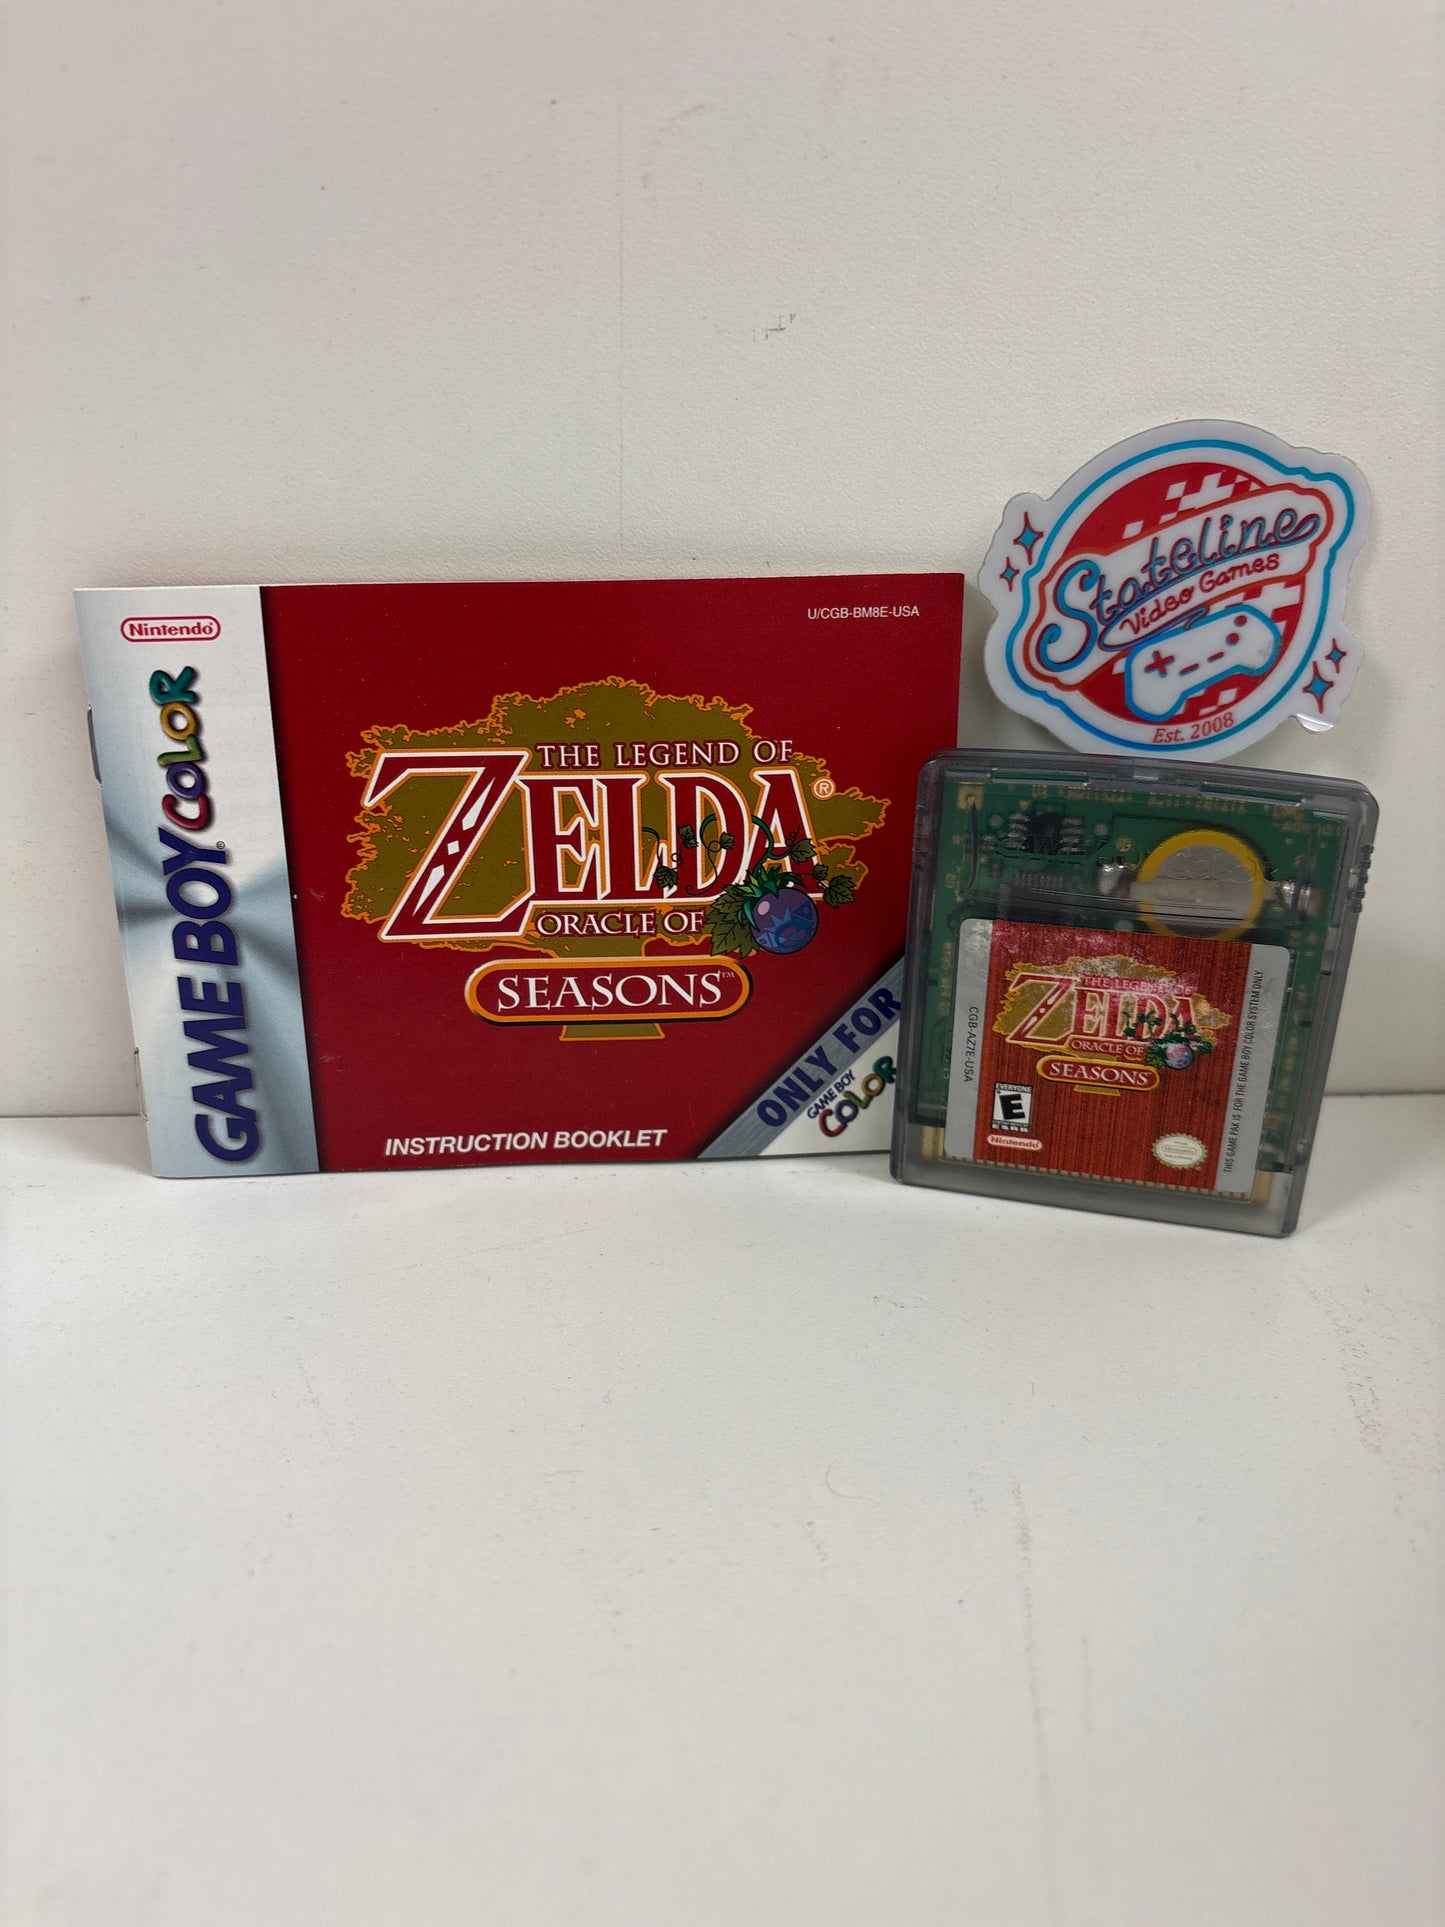 Nintendo
GAME BOY COLOR
U/CGB-BM8E-USA
THE LEGEND OF
ZELDA®
ORACLE OF
SEASONS™
INSTRUCTION BOOKLET
ONLY FOR
GAME BOY
COLOR
Stateline
Video Games
Est. 2008
CGB-AZ7E-USA
THE LEGEND OF
ZELDA
ORACLE OF
SEASONS
EVERYONE
E
ESRB
Nintendo
THIS GAME PAK IS FOR THE GAME BOY COLOR SYSTEM ONLY.